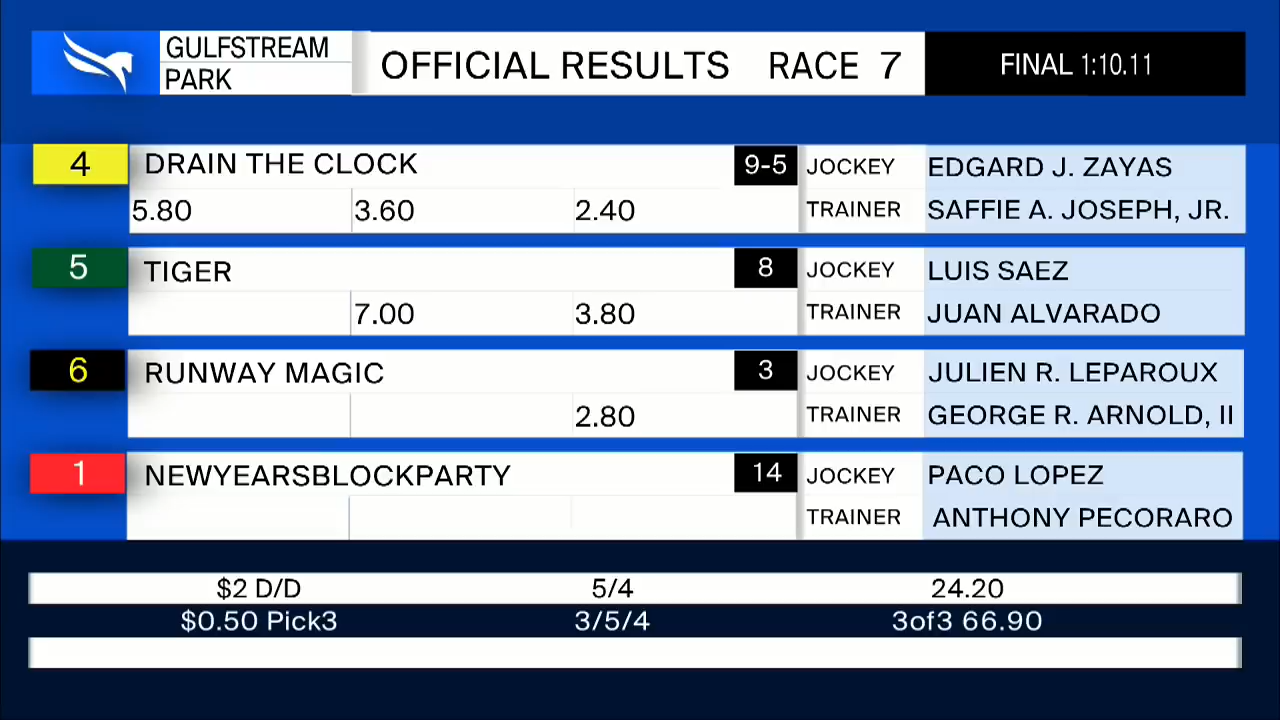 GULFSTREAM
PARK
OFFICIAL RESULTS RACE 7
FINAL 1:10.11
4 DRAIN THE CLOCK 9-5 JOCKEY EDGARD J. ZAYAS
5.80 3.60 2.40 TRAINER SAFFIE A. JOSEPH, JR.
5 TIGER 8 JOCKEY LUIS SAEZ
7.00 3.80 TRAINER JUAN ALVARADO
6 RUNWAY MAGIC 3 JOCKEY JULIEN R. LEPAROUX
2.80 TRAINER GEORGE R. ARNOLD, II
1 NEWYEARSBLOCKPARTY 14 JOCKEY PACO LOPEZ
TRAINER ANTHONY PECORARO
$2 D/D 5/4 24.20
$0.50 Pick3 3/5/4 3of3 66.90